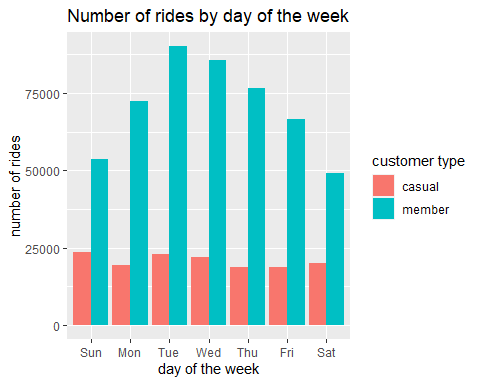 Number of rides by day of the week
number of rides
75000
50000
25000
0
Sun Mon Tue Wed Thu Fri Sat
day of the week
customer type
casual
member